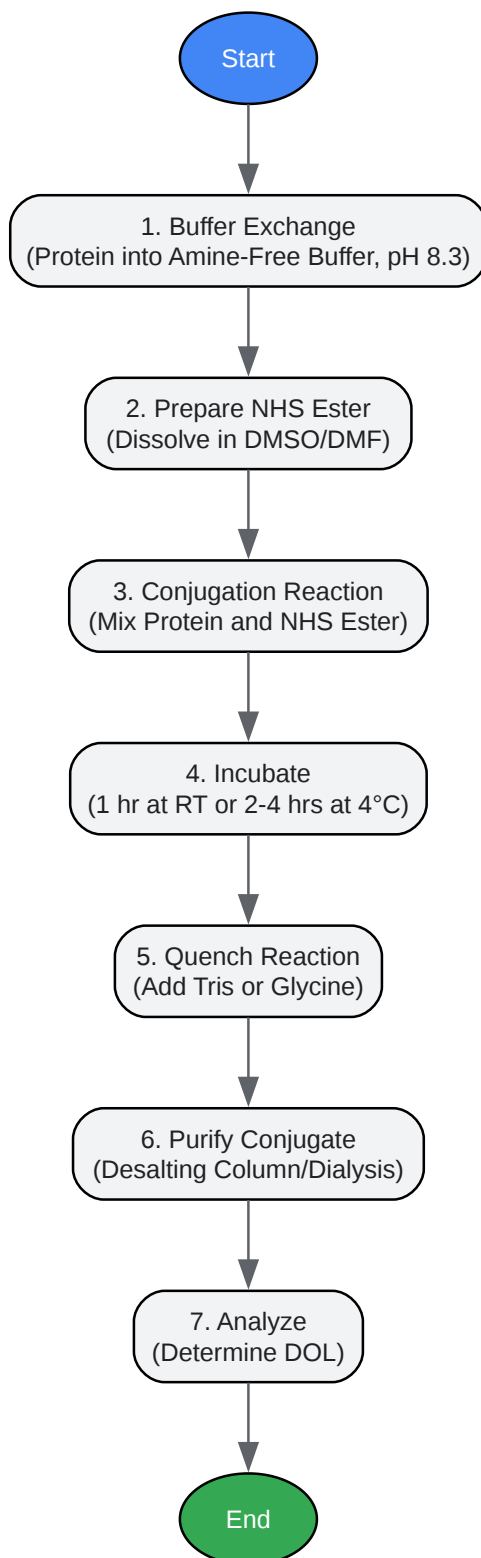 Start
1. Buffer Exchange
(Protein into Amine-Free Buffer, pH 8.3)
2. Prepare NHS Ester
(Dissolve in DMSO/DMF)
3. Conjugation Reaction
(Mix Protein and NHS Ester)
4. Incubate
(1 hr at RT or 2-4 hrs at 4°C)
5. Quench Reaction
(Add Tris or Glycine)
6. Purify Conjugate
(Desalting Column/Dialysis)
7. Analyze
(Determine DOL)
End